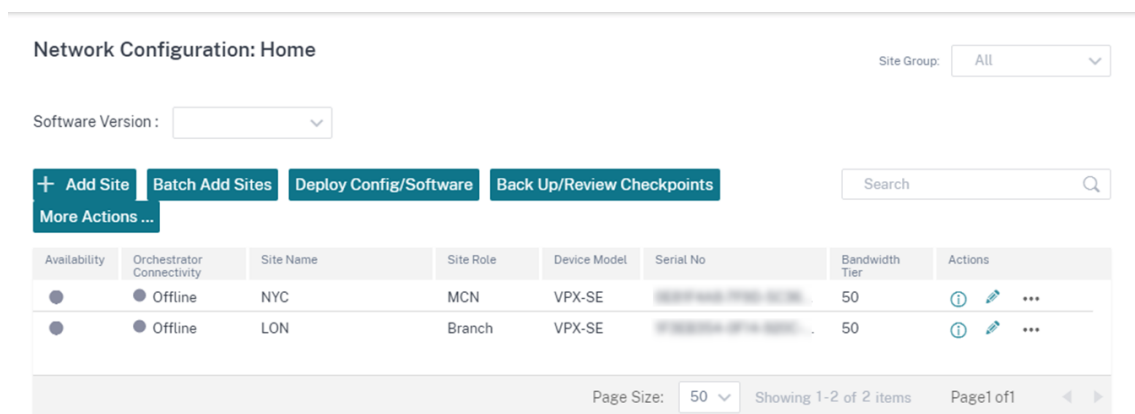 Network Configuration: Home
Site Group: All
Software Version :
+ Add Site Batch Add Sites Deploy Config/Software Back Up/Review Checkpoints Search
More Actions ...
Availability Orchestrator Connectivity Site Name Site Role Device Model Serial No Bandwidth Tier Actions
Offline NYC MCN VPX-SE 50
Offline LON Branch VPX-SE 50
Page Size: 50 Showing 1-2 of 2 items Page1 of1